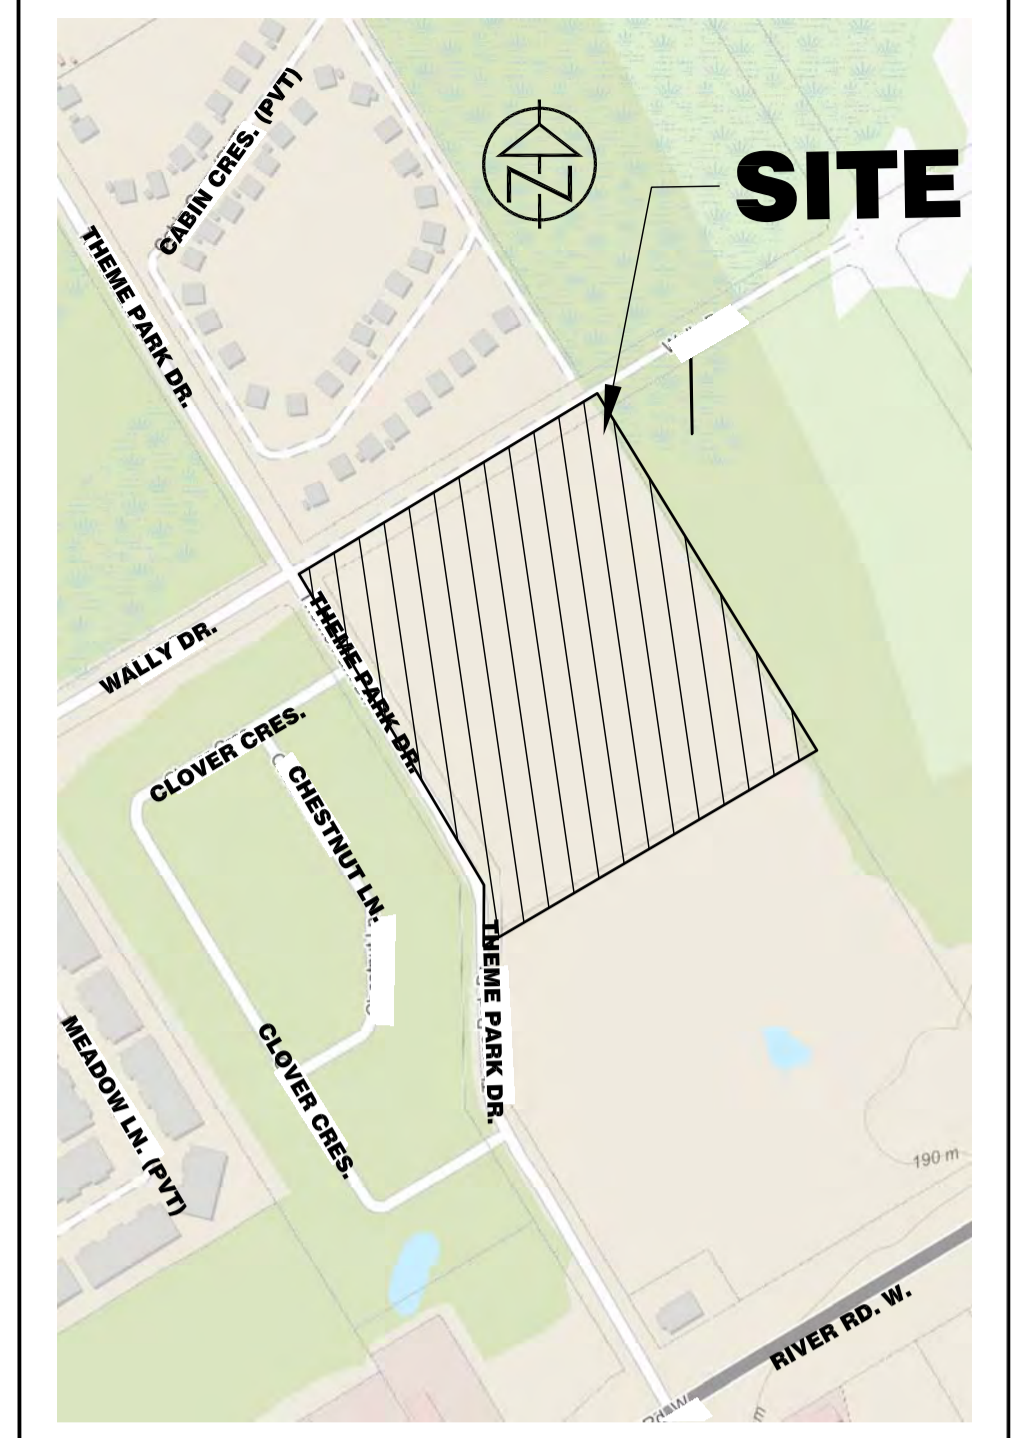 CABIN CRES. (PVT)
N
SITE
THEME PARK DR.
WALLY DR.
THEME PARK DR.
CLOVER CRES.
CHESTNUT LN.
THEME PARK DR.
MEADOW LN. (PVT)
CLOVER CRES.
190 m
RIVER RD. W.
Rd W